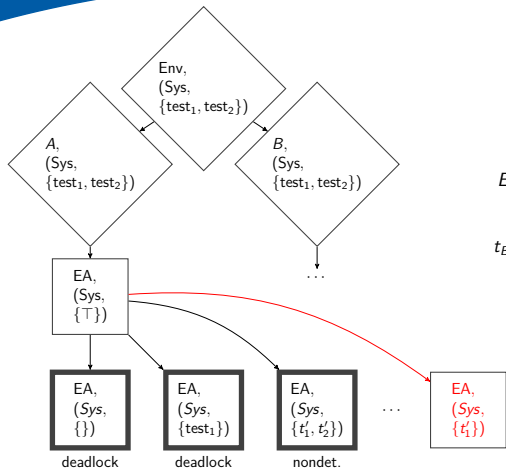 Env,
(Sys,
{test₁, test₂})
A,
(Sys,
{test₁, test₂})
B,
(Sys,
{test₁, test₂})
E
t_E
EA,
(Sys,
{⊤})
...
EA,
(Sys,
{})
EA,
(Sys,
{test₁})
EA,
(Sys,
{t′₁, t′₂})
...
EA,
(Sys,
{t′₁})
deadlock
deadlock
nondet.